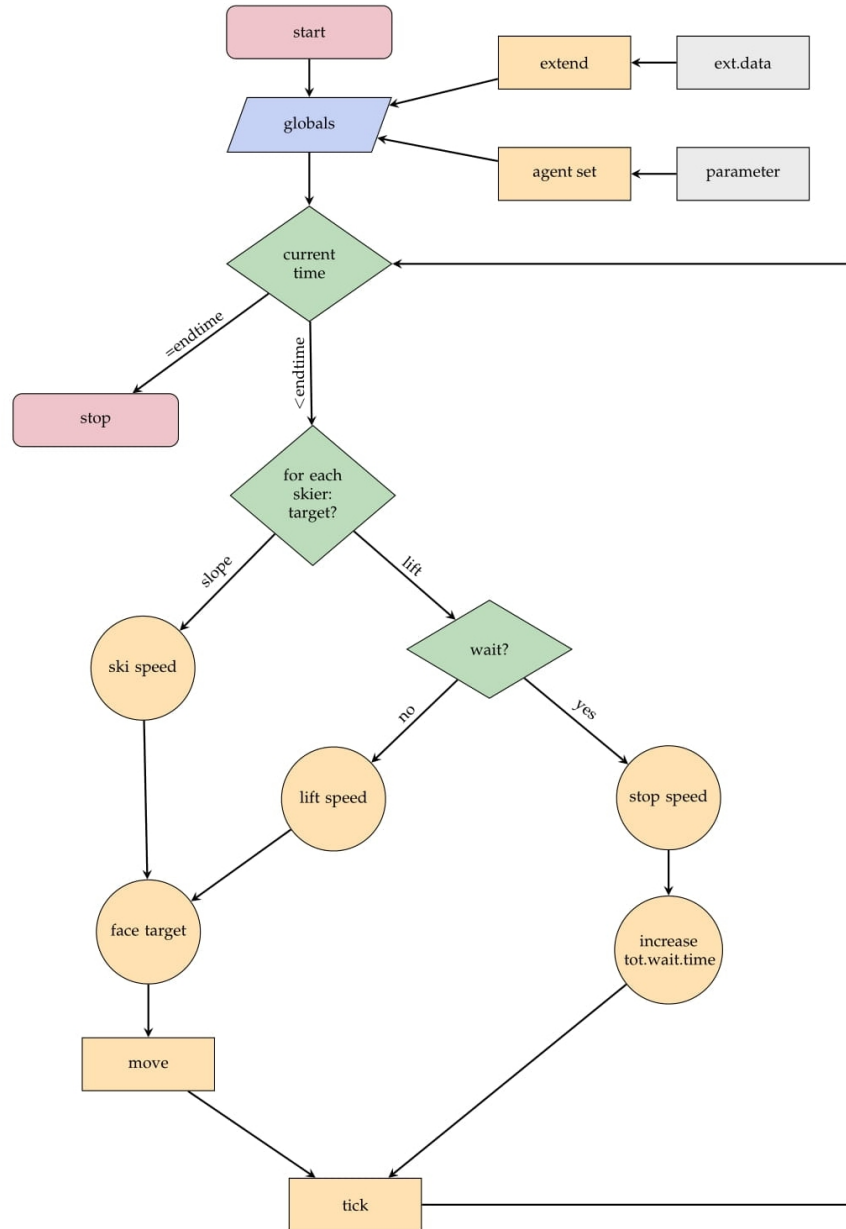 start
extend
ext.data
globals
agent set
parameter
current
time
=endtime
<endtime
stop
for each
skier:
target?
slope
lift
ski speed
wait?
no
yes
lift speed
stop speed
face target
increase
tot.wait.time
move
tick